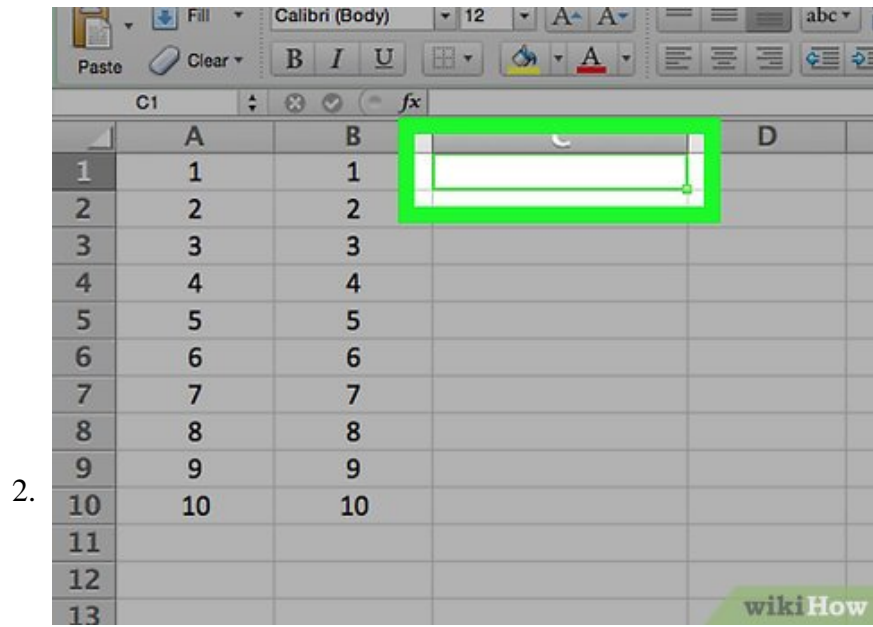 Fill Calibri (Body) 12 A A abc
Paste Clear B I U A
C1 fx
A B C D
1 1 1
2 2 2
3 3 3
4 4 4
5 5 5
6 6 6
7 7 7
8 8 8
9 9 9
2.
10 10 10
11
12
13
wikiHow